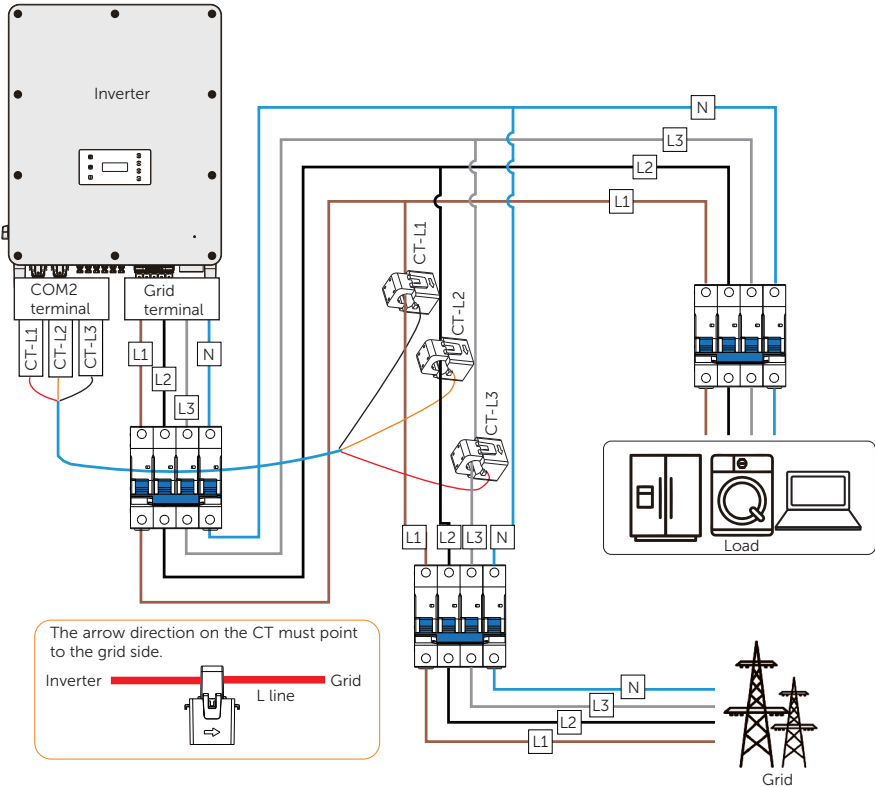 Inverter
N
L3
L2
L1
COM2
terminal
Grid
terminal
CT-L1
CT-L2
CT-L3
L1
L2
L3
N
CT-L1
CT-L2
CT-L3
L1
L2
L3
N
Load
The arrow direction on the CT must point
to the grid side.
Inverter
Grid
L line
N
L3
L2
L1
Grid